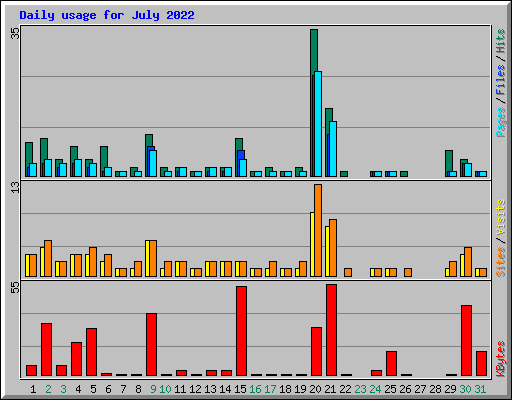 Daily usage for July 2022
35
Pages / Files / Hits
13
Sites / Visits
55
KBytes
1 2 3 4 5 6 7 8 9 10 11 12 13 14 15 16 17 18 19 20 21 22 23 24 25 26 27 28 29 30 31